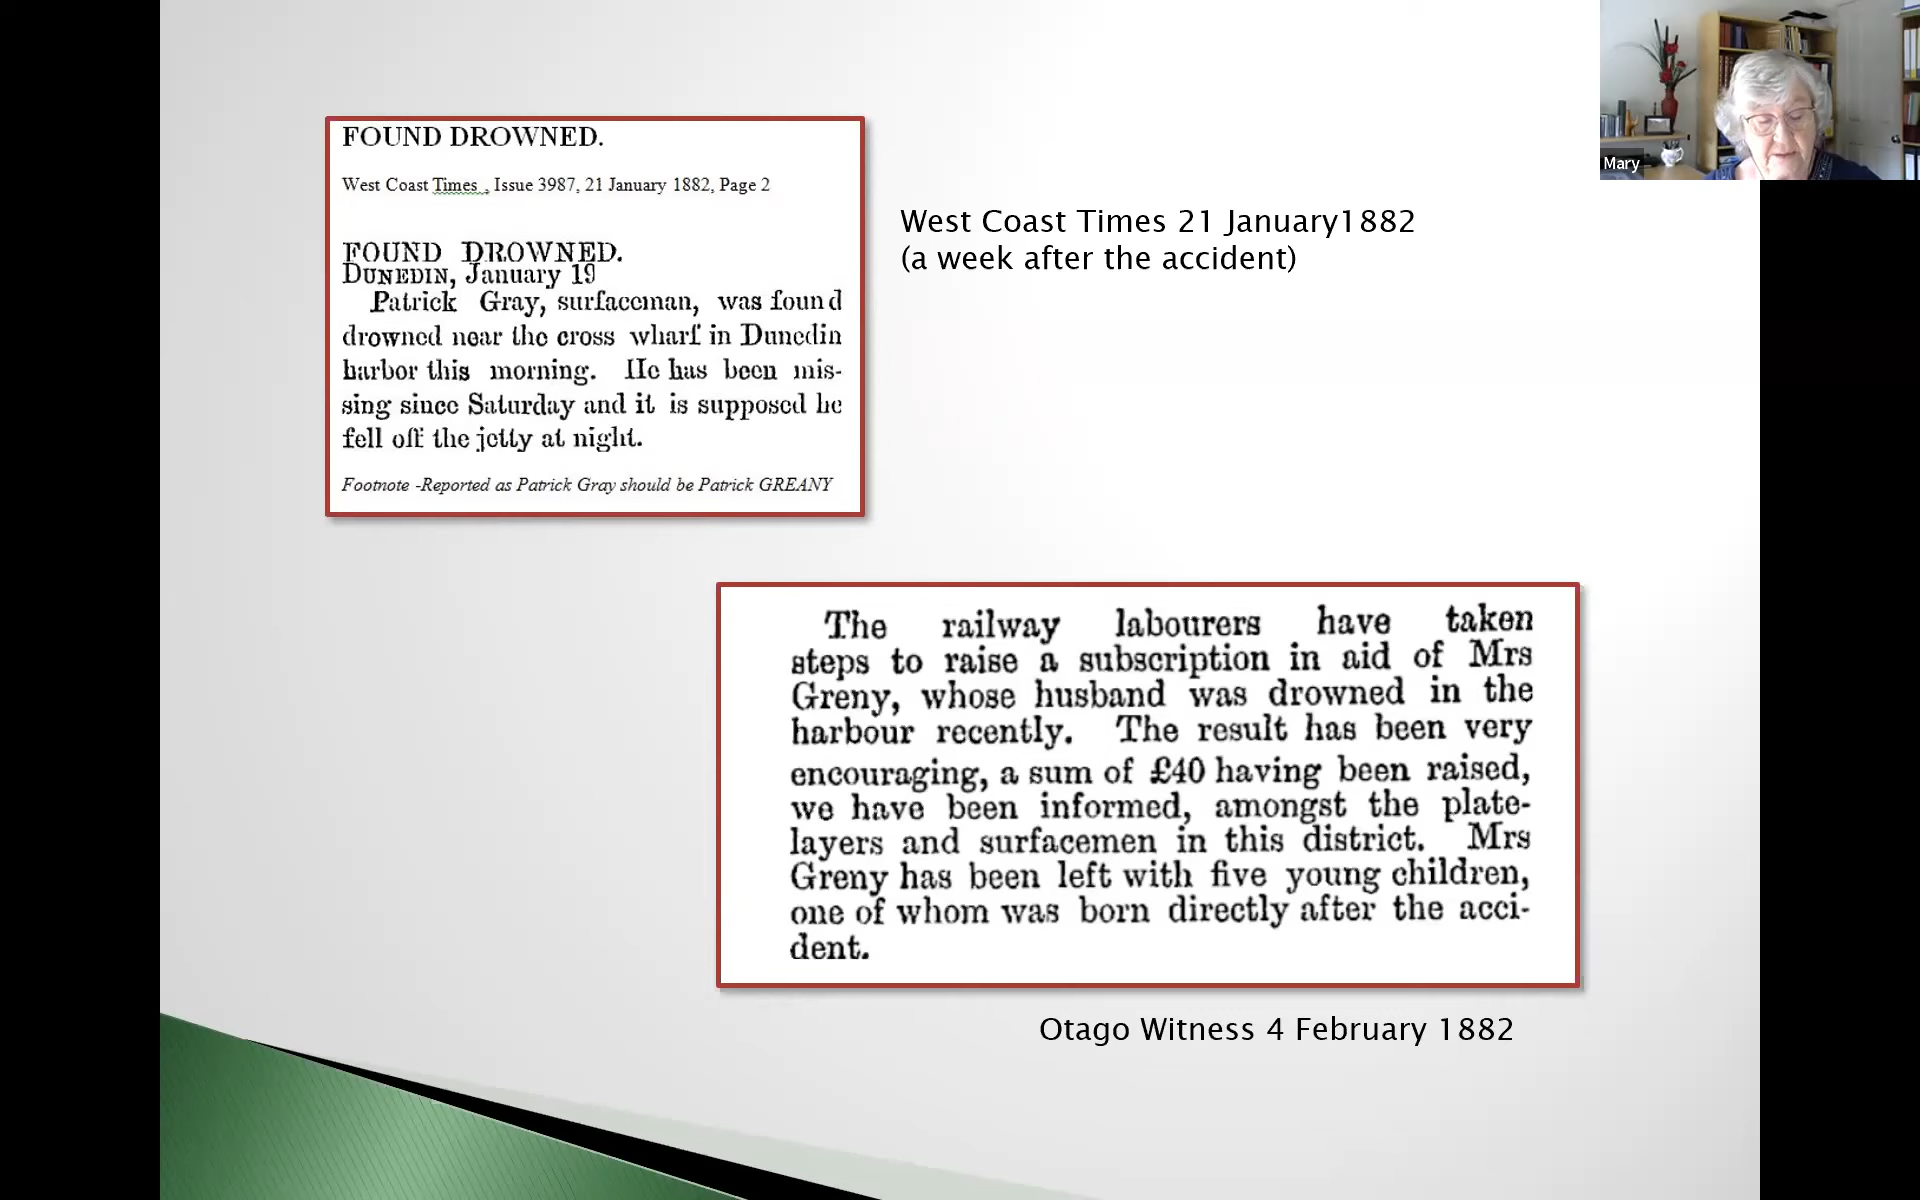 FOUND DROWNED.
West Coast Times , Issue 3987, 21 January 1882, Page 2
FOUND DROWNED.
DUNEDIN, January 19
Patrick Gray, surfaceman, was found
drowned near the cross wharf in Dunedin
harbor this morning. He has been mis-
sing since Saturday and it is supposed he
fell off the jetty at night.
Footnote -Reported as Patrick Gray should be Patrick GREANY
West Coast Times 21 January1882
(a week after the accident)
Mary
The railway labourers have taken
steps to raise a subscription in aid of Mrs
Greny, whose husband was drowned in the
harbour recently. The result has been very
encouraging, a sum of £40 having been raised,
we have been informed, amongst the plate-
layers and surfacemen in this district. Mrs
Greny has been left with five young children,
one of whom was born directly after the acci-
dent.
Otago Witness 4 February 1882